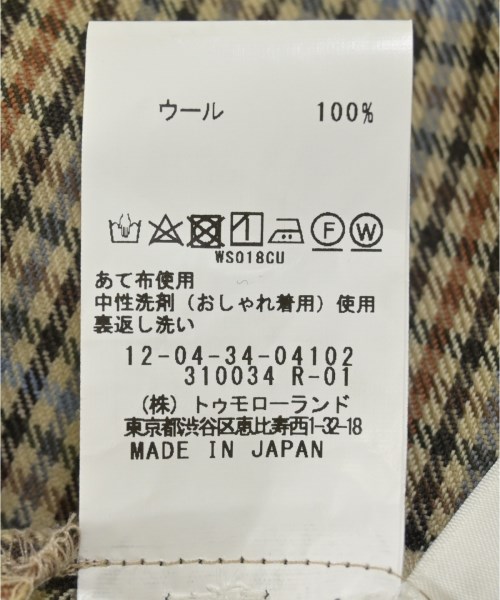 ウール 100%
F W
WS018CU
あて布使用
中性洗剤（おしゃれ着用）使用
裏返し洗い
12-04-34-04102
310034 R-01
（株）トゥモローランド
東京都渋谷区恵比寿西1-32-18
MADE IN JAPAN